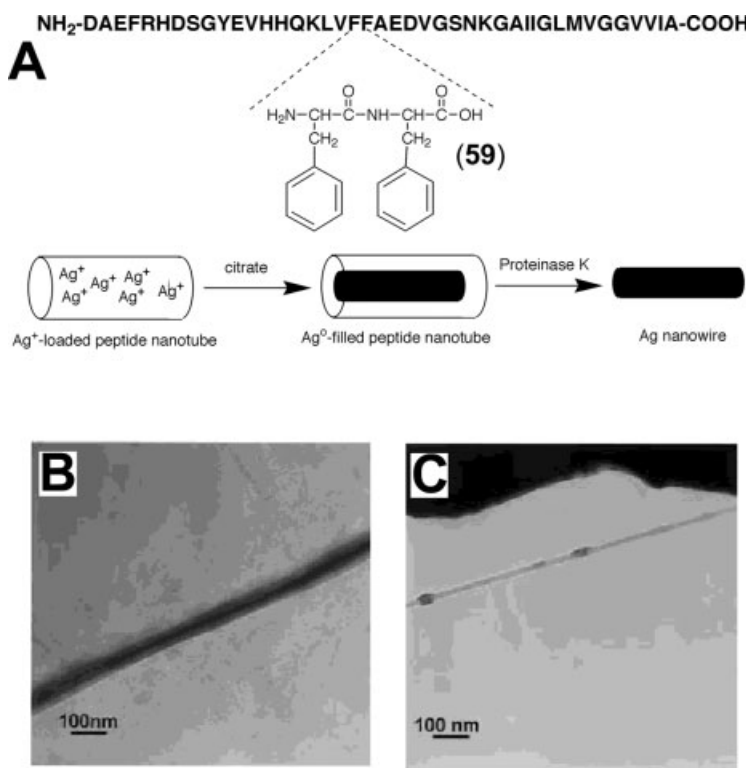 NH2-DAEFRHDSGYEVHHQKLVFFAEDVGSNKGAIIGLMVGGVVIA-COOH
A
O
O
H2N-CH-C-NH-CH-C-OH
CH2
CH2
(59)
Ag+ Ag+ Ag+ Ag+ Ag+ Ag+
citrate
Proteinase K
Ag+-loaded peptide nanotube
Ag0-filled peptide nanotube
Ag nanowire
B
100nm
C
100 nm